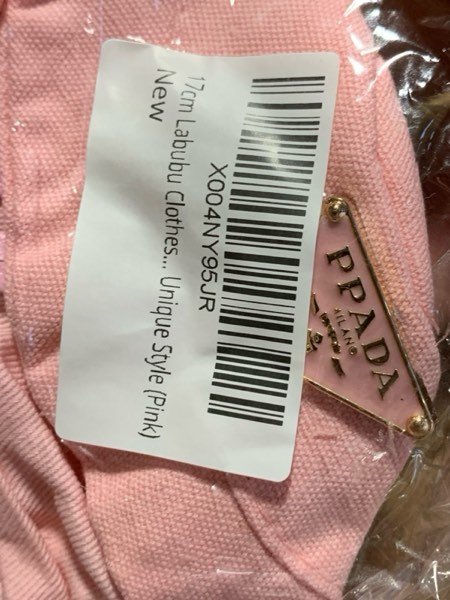 X004NY95JR
17cm Labubu Clothes... Unique Style (Pink)
New
PPADA
MILANO